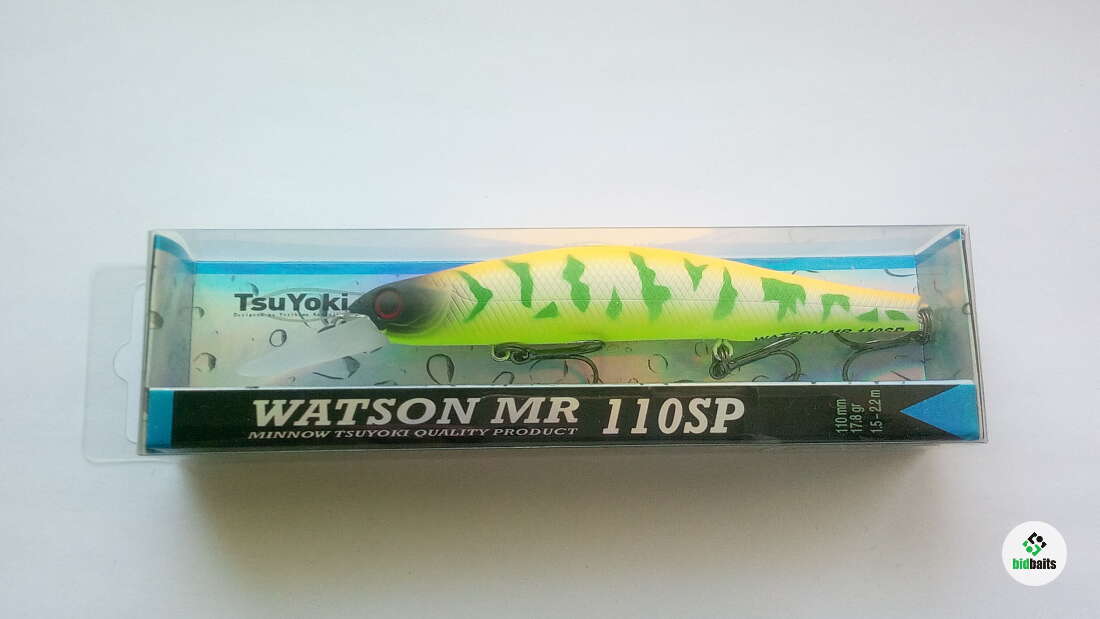 TsuYoki
WATSON MR 110SP
WATSON MR 110SP
MINNOW TSUYOKI QUALITY PRODUCT
110 mm
17.8 gr
1.5 - 2.2 m
bidbaits